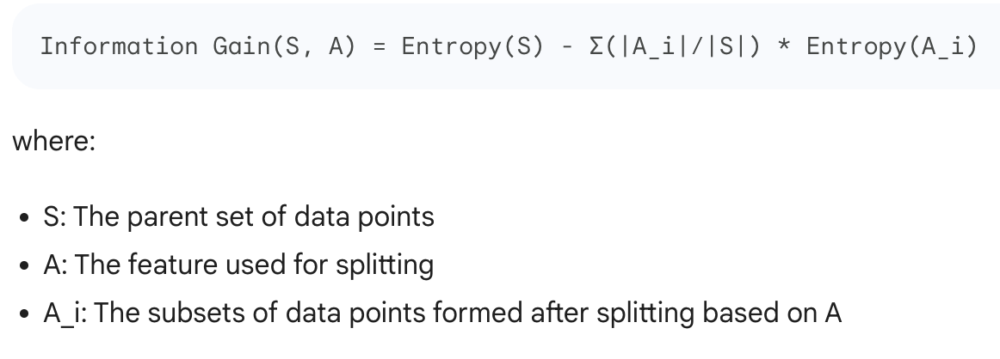 Information Gain(S, A) = Entropy(S) - Σ(|A_i|/|S|) * Entropy(A_i)
where:
• S: The parent set of data points
• A: The feature used for splitting
• A_i: The subsets of data points formed after splitting based on A